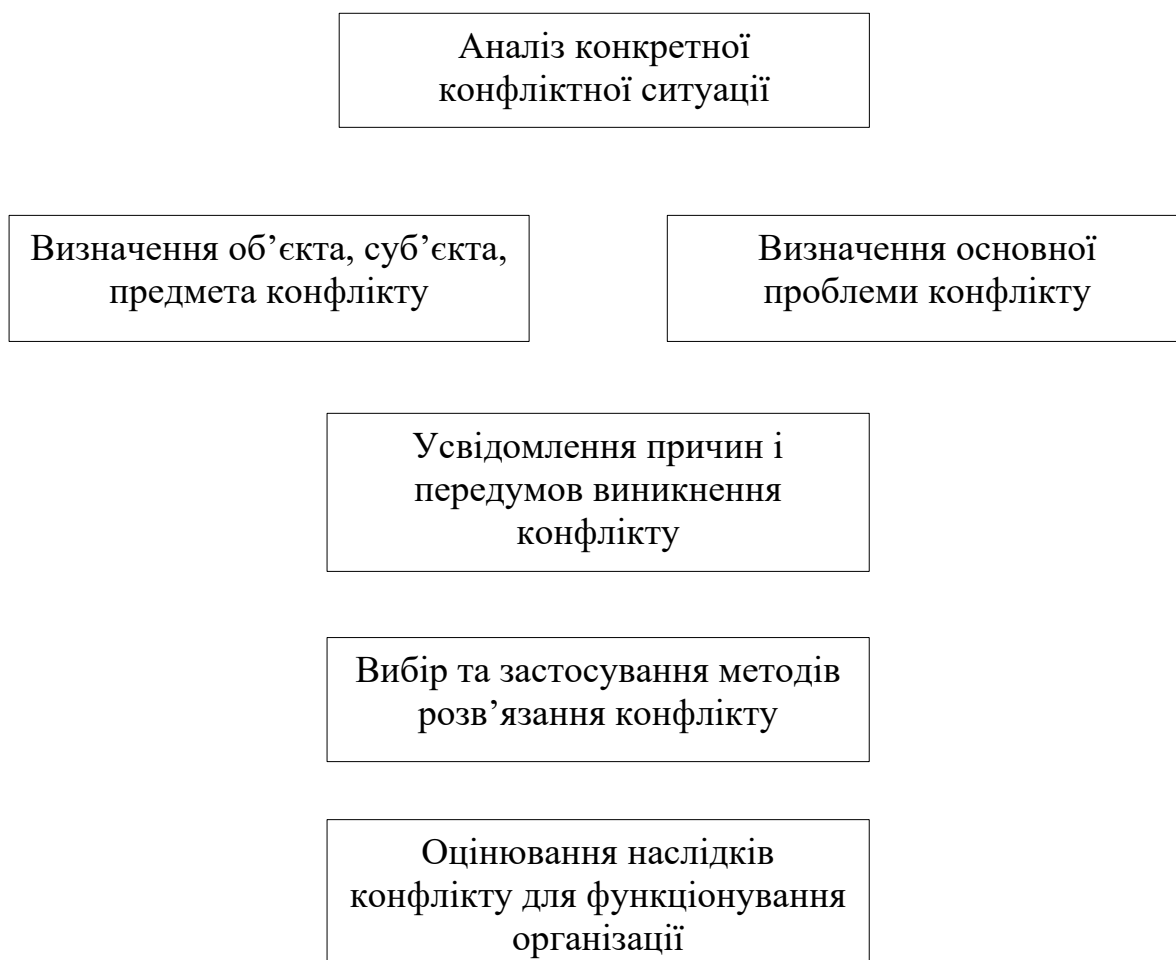 Аналіз конкретної
конфліктної ситуації
Визначення об’єкта, суб’єкта,
предмета конфлікту
Визначення основної
проблеми конфлікту
Усвідомлення причин і
передумов виникнення
конфлікту
Вибір та застосування методів
розв’язання конфлікту
Оцінювання наслідків
конфлікту для функціонування
організації